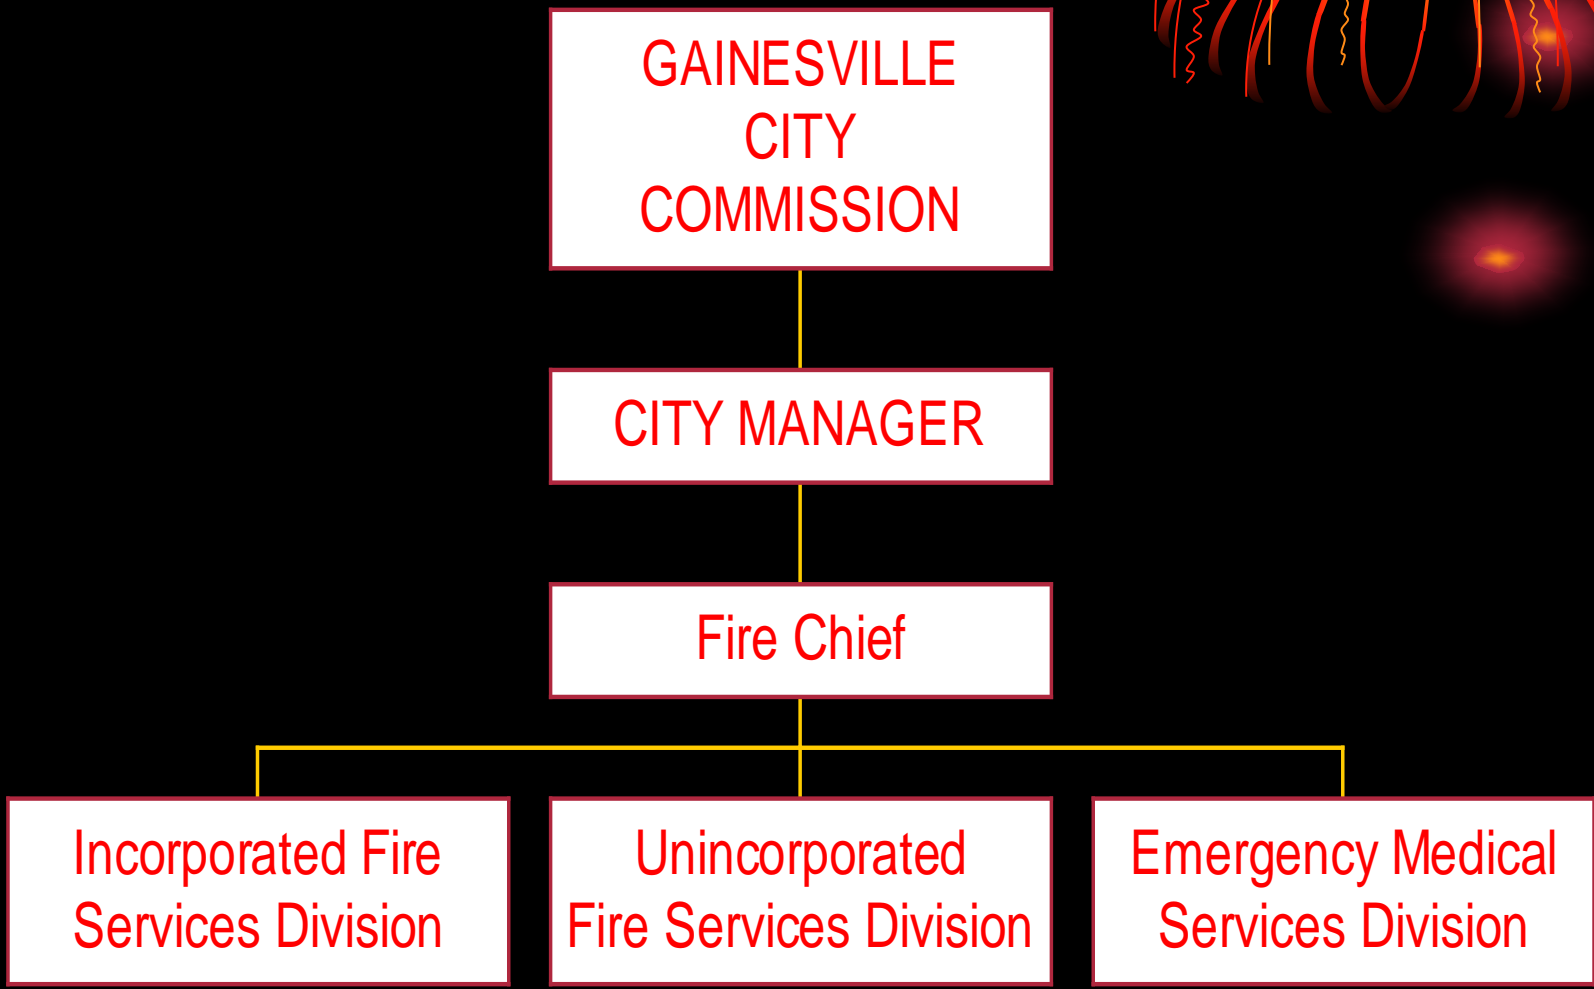 GAINESVILLE
CITY
COMMISSION
CITY MANAGER
Fire Chief
Incorporated Fire
Services Division
Unincorporated
Fire Services Division
Emergency Medical
Services Division